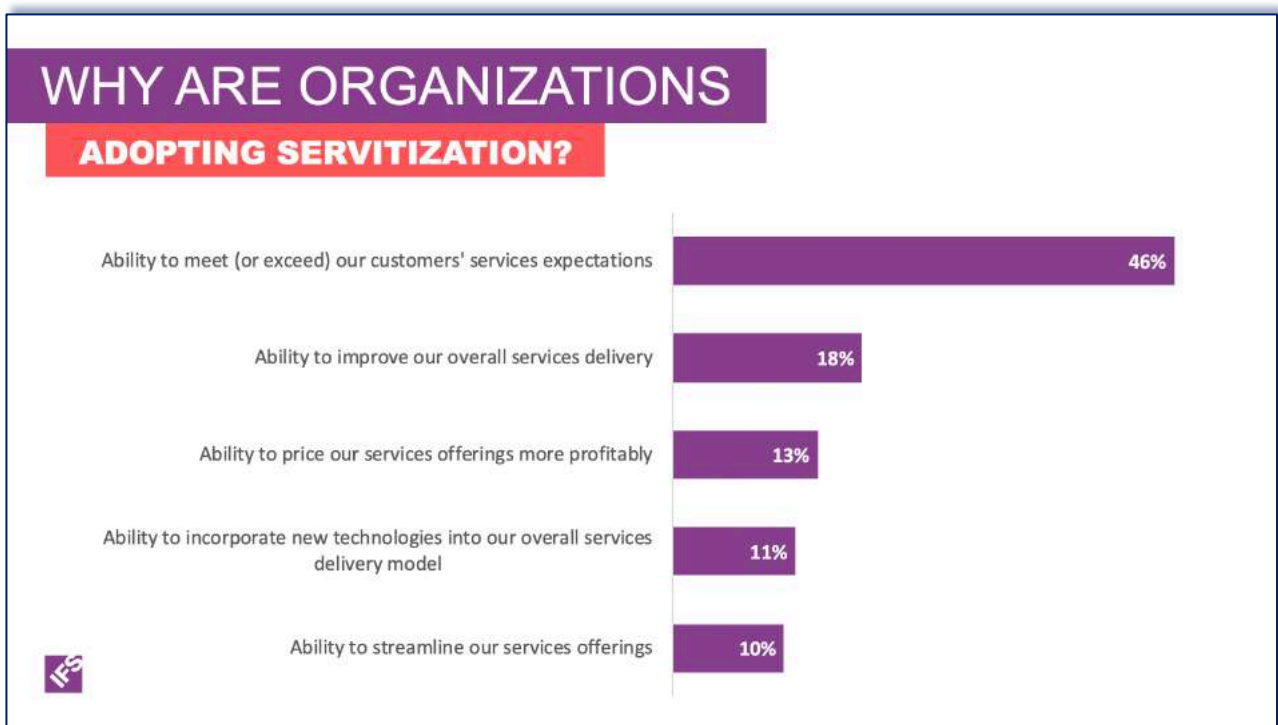 WHY ARE ORGANIZATIONS
ADOPTING SERVITIZATION?
Ability to meet (or exceed) our customers' services expectations
46%
Ability to improve our overall services delivery
18%
Ability to price our services offerings more profitably
13%
Ability to incorporate new technologies into our overall services
delivery model
11%
Ability to streamline our services offerings
10%
IFS